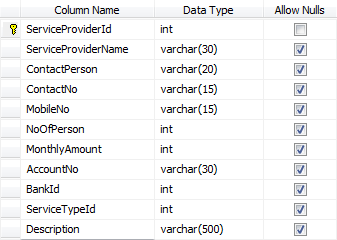 Column Name Data Type Allow Nulls
ServiceProviderId int
ServiceProviderName varchar(30)
ContactPerson varchar(20)
ContactNo varchar(15)
MobileNo varchar(15)
NoOfPerson int
MonthlyAmount int
AccountNo varchar(30)
BankId int
ServiceTypeId int
Description varchar(500)